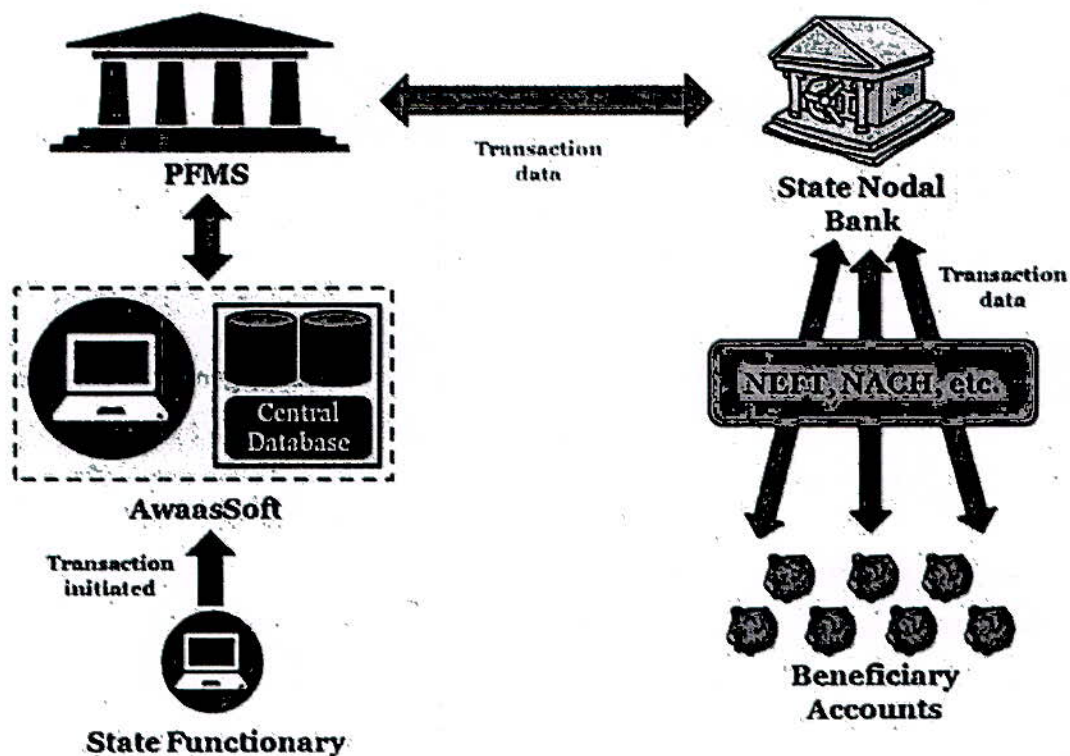 PFMS
Transaction
data
State Nodal
Bank
Transaction
data
NEFT, NACH, etc.
Central
Database
AwaasSoft
Transaction
initiated
State Functionary
Beneficiary
Accounts